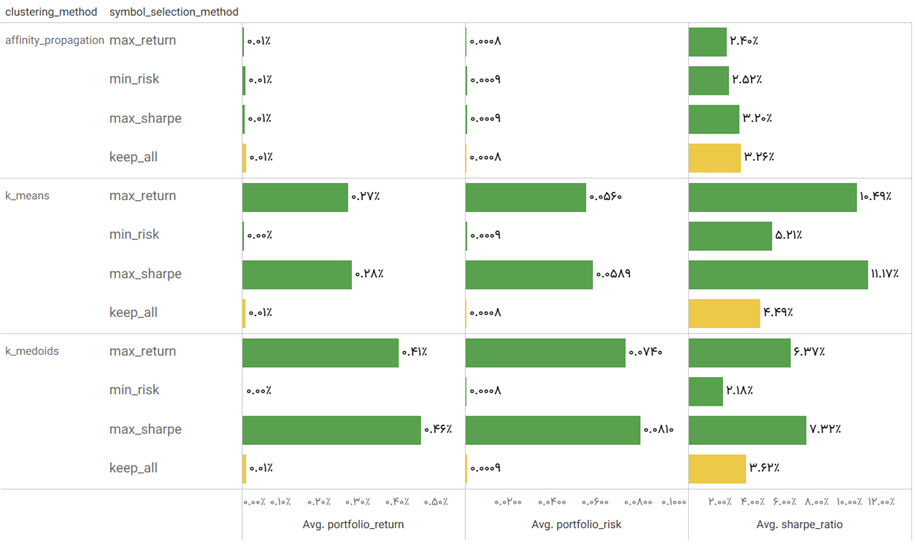 clustering_method symbol_selection_method
affinity_propagation max_return ۰.۰۱٪ ۰.۰۰۰۸ ۲.۴۰٪
min_risk ۰.۰۱٪ ۰.۰۰۰۹ ۲.۵۲٪
max_sharpe ۰.۰۱٪ ۰.۰۰۰۹ ۳.۲۰٪
keep_all ۰.۰۱٪ ۰.۰۰۰۸ ۳.۲۶٪
k_means max_return ۰.۲۷٪ ۰.۰۵۶۰ ۱۰.۴۹٪
min_risk ۰.۰۰٪ ۰.۰۰۰۹ ۵.۲۱٪
max_sharpe ۰.۲۸٪ ۰.۰۵۸۹ ۱۱.۱۷٪
keep_all ۰.۰۱٪ ۰.۰۰۰۸ ۴.۴۹٪
k_medoids max_return ۰.۴۱٪ ۰.۰۷۴۰ ۶.۳۷٪
min_risk ۰.۰۰٪ ۰.۰۰۰۸ ۲.۱۸٪
max_sharpe ۰.۴۶٪ ۰.۰۸۱۰ ۷.۳۲٪
keep_all ۰.۰۱٪ ۰.۰۰۰۹ ۳.۶۲٪
۰.۰۰٪ ۰.۱۰٪ ۰.۲۰٪ ۰.۳۰٪ ۰.۴۰٪ ۰.۵۰٪ ۰.۰۲۰۰ ۰.۰۴۰۰ ۰.۰۶۰۰ ۰.۰۸۰۰ ۰.۱۰۰۰ ۲.۰۰٪ ۴.۰۰٪ ۶.۰۰٪ ۸.۰۰٪ ۱۰.۰۰٪ ۱۲.۰۰٪
Avg. portfolio_return Avg. portfolio_risk Avg. sharpe_ratio